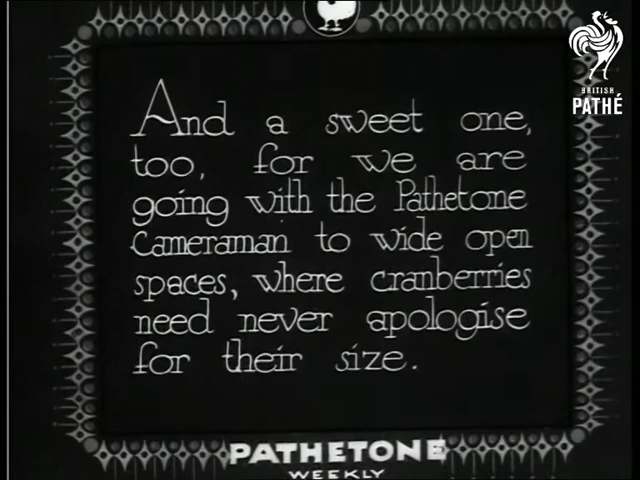 BRITISH
PATHÉ
And a sweet one,
too, for we are
going with the Pathetone
Cameraman to wide open
spaces, where cranberries
need never apologise
for their size.
PATHETONE
WEEKLY